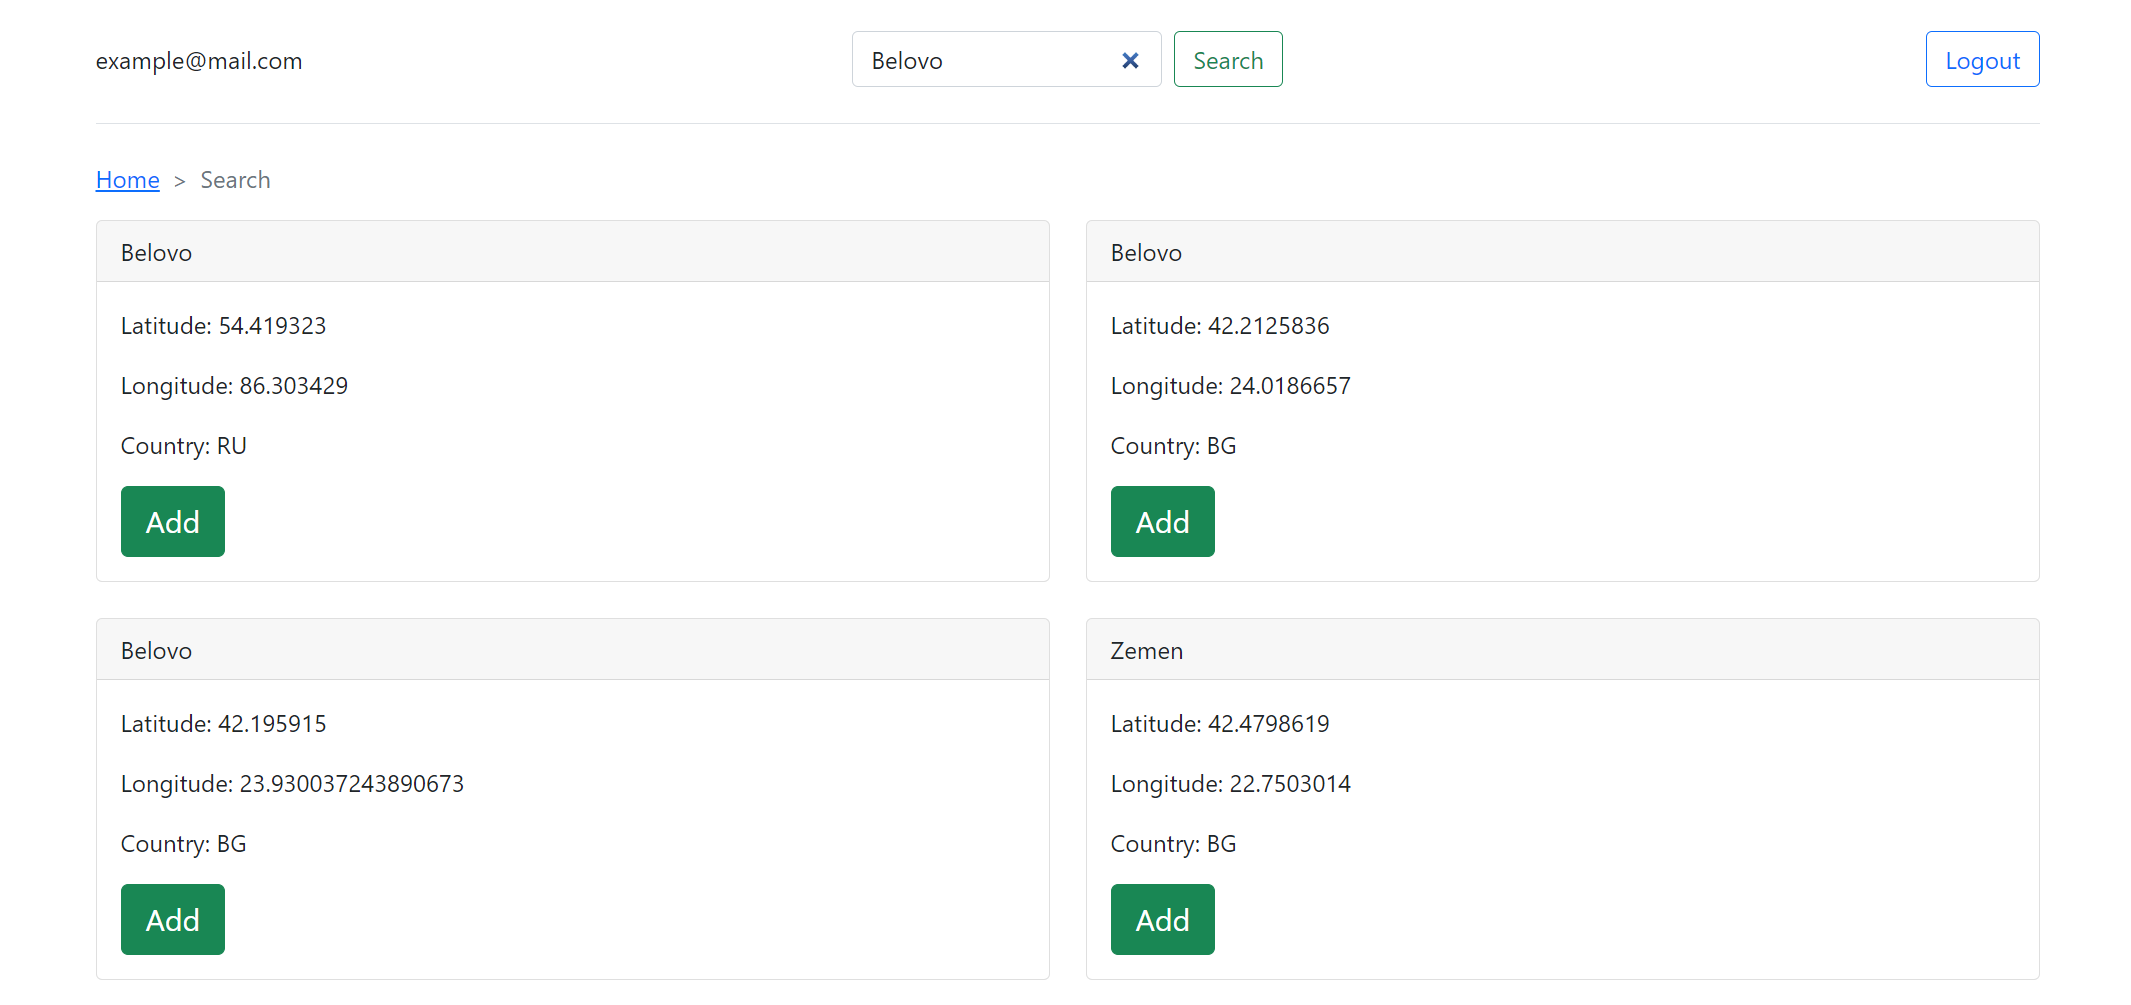 example@mail.com
Belovo
Search
Logout
Home > Search
Belovo
Latitude: 54.419323
Longitude: 86.303429
Country: RU
Add
Belovo
Latitude: 42.2125836
Longitude: 24.0186657
Country: BG
Add
Belovo
Latitude: 42.195915
Longitude: 23.930037243890673
Country: BG
Add
Zemen
Latitude: 42.4798619
Longitude: 22.7503014
Country: BG
Add